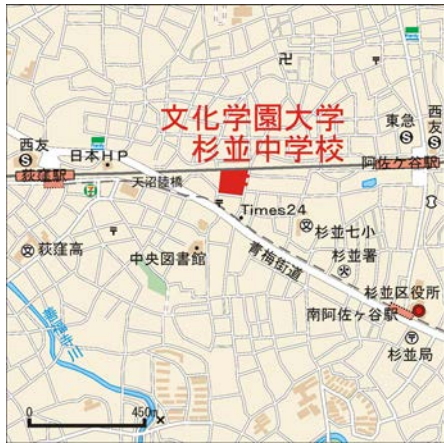 文化学園大学
杉並中学校
西友
日本HP
荻窪駅
天沼陸橋
東急
西友
阿佐ケ谷駅
Times24
杉並七小
荻窪高
中央図書館
青梅街道
杉並署
杉並区役所
南阿佐ヶ谷駅
杉並局
善福寺川
0
450m